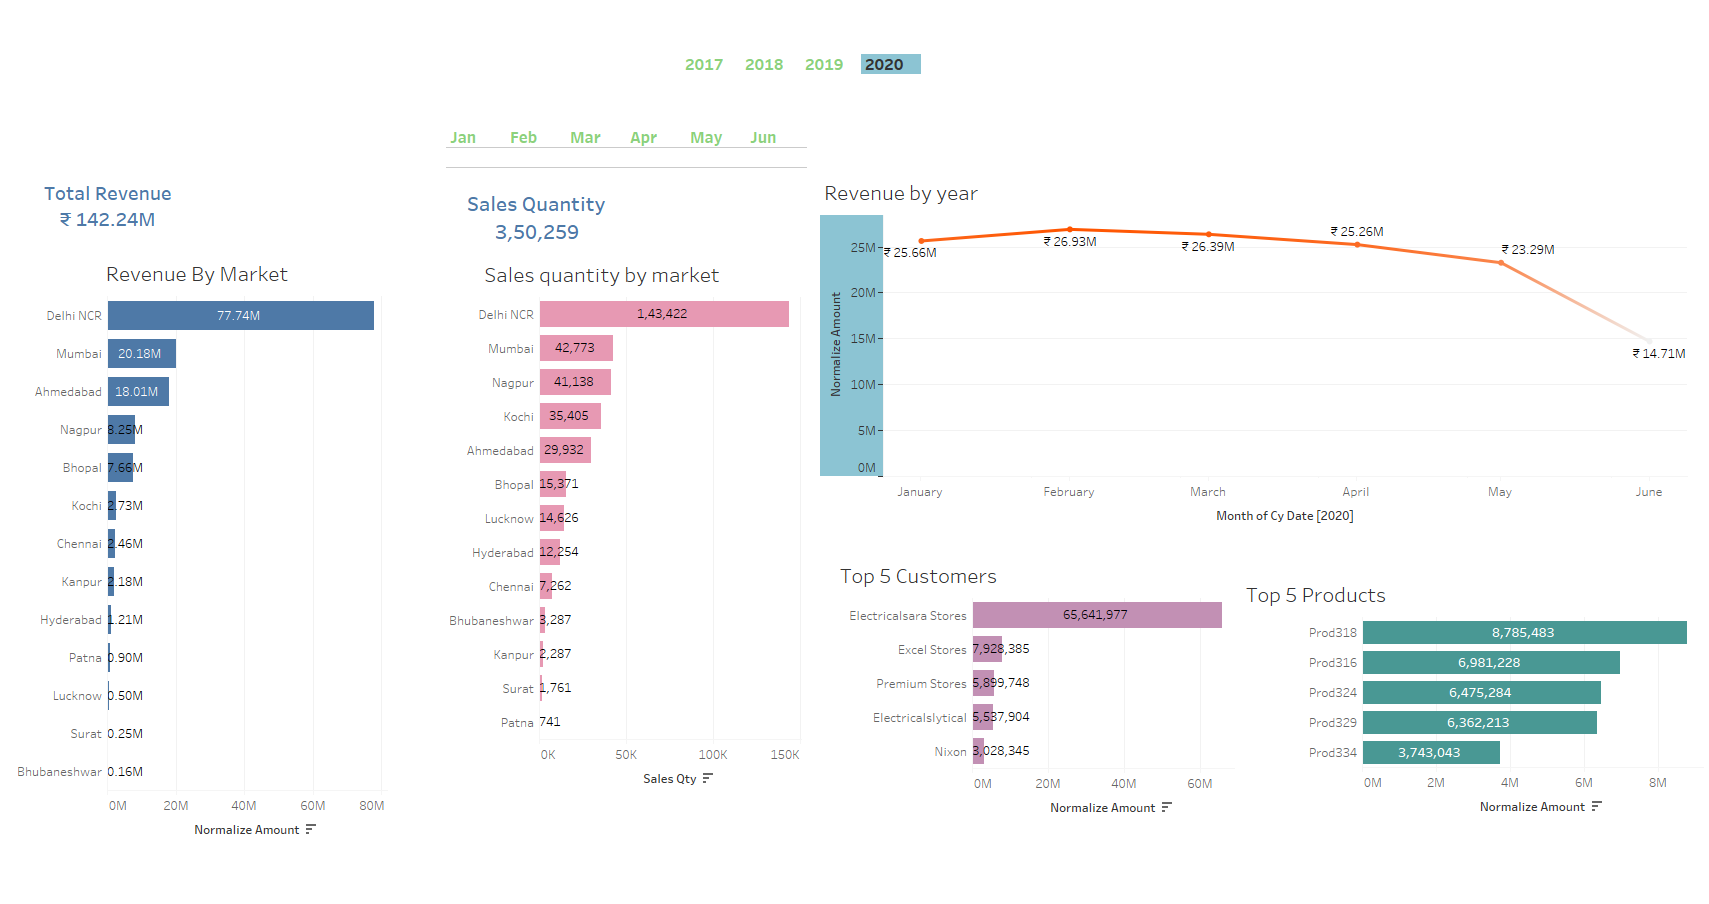 2017 2018 2019 2020
Jan Feb Mar Apr May Jun
Total Revenue
₹ 142.24M
Sales Quantity
3,50,259
Revenue By Market
Delhi NCR 77.74M
Mumbai 20.18M
Ahmedabad 18.01M
Nagpur 8.25M
Bhopal 7.66M
Kochi 2.73M
Chennai 2.46M
Kanpur 2.18M
Hyderabad 1.21M
Patna 0.90M
Lucknow 0.50M
Surat 0.25M
Bhubaneshwar 0.16M
0M 20M 40M 60M 80M
Normalize Amount
Sales quantity by market
Delhi NCR 1,43,422
Mumbai 42,773
Nagpur 41,138
Kochi 35,405
Ahmedabad 29,932
Bhopal 15,371
Lucknow 14,626
Hyderabad 12,254
Chennai 7,262
Bhubaneshwar 3,287
Kanpur 2,287
Surat 1,761
Patna 741
0K 50K 100K 150K
Sales Qty
Revenue by year
Normalize Amount
25M
20M
15M
10M
5M
0M
₹ 25.66M ₹ 26.93M ₹ 26.39M ₹ 25.26M ₹ 23.29M ₹ 14.71M
January February March April May June
Month of Cy Date [2020]
Top 5 Customers
Electricalsara Stores 65,641,977
Excel Stores 7,928,385
Premium Stores 5,899,748
Electricalslytical 5,537,904
Nixon 3,028,345
0M 20M 40M 60M
Normalize Amount
Top 5 Products
Prod318 8,785,483
Prod316 6,981,228
Prod324 6,475,284
Prod329 6,362,213
Prod334 3,743,043
0M 2M 4M 6M 8M
Normalize Amount